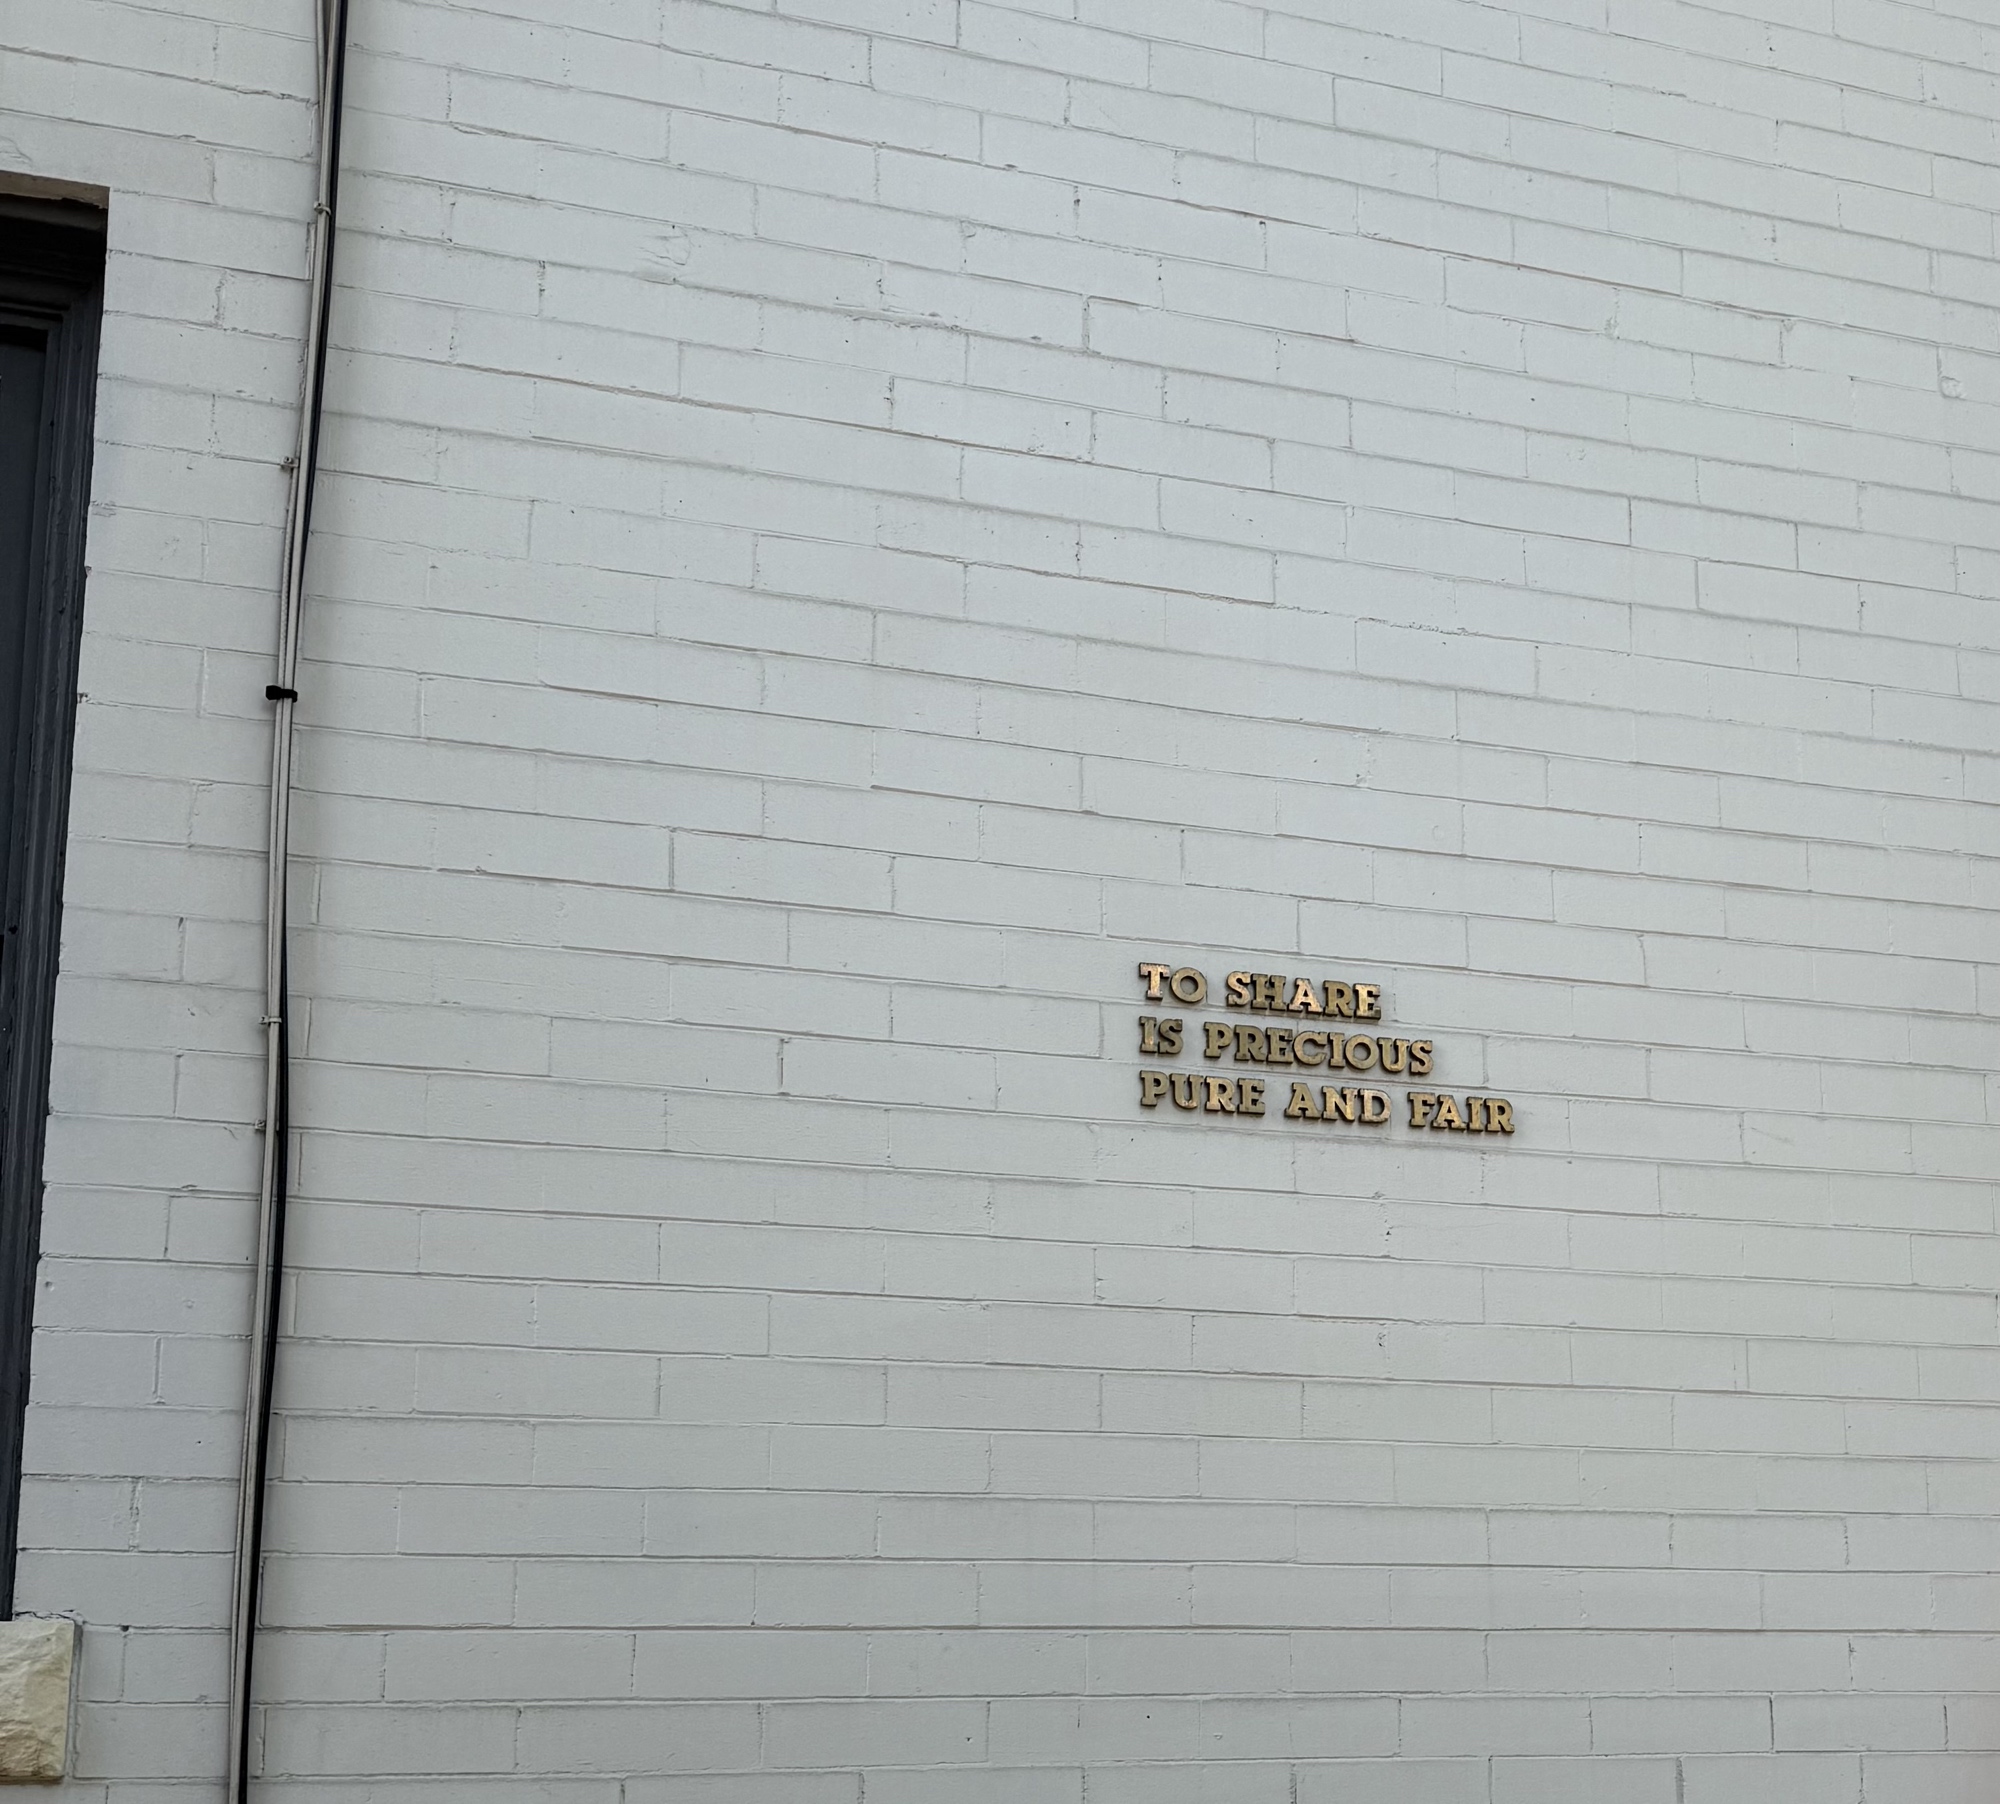 TO SHARE
IS PRECIOUS
PURE AND FAIR